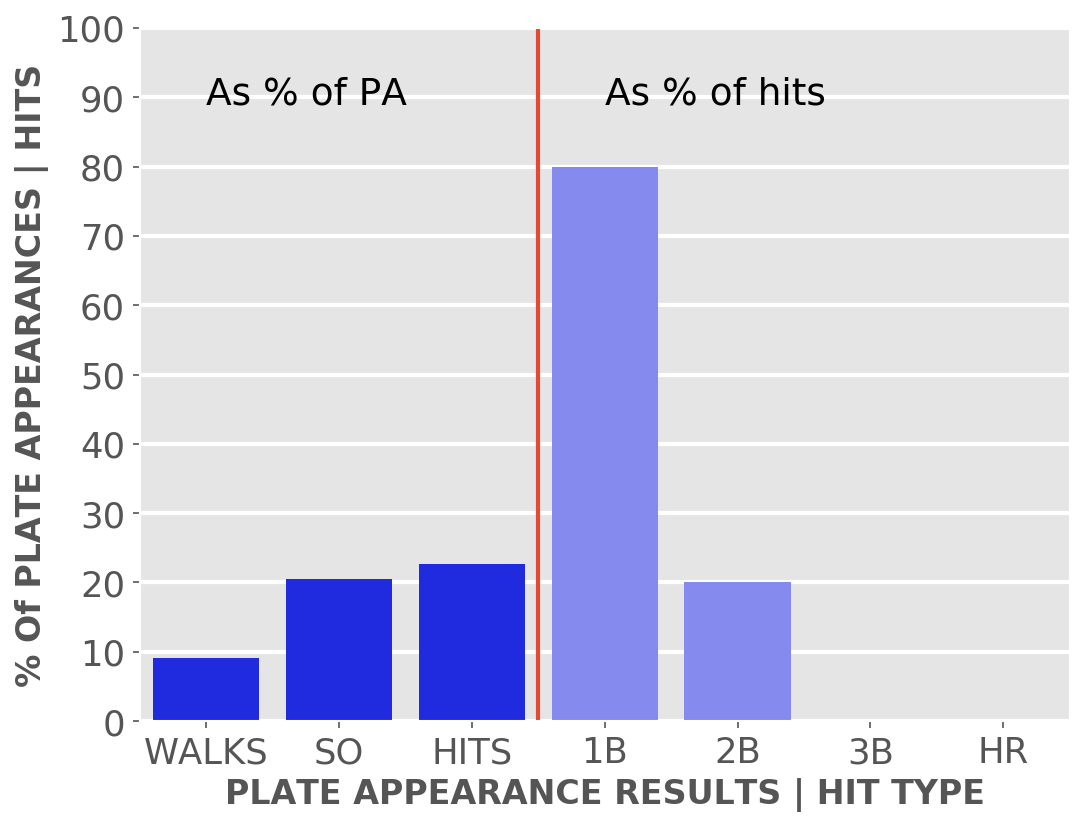 % Of PLATE APPEARANCES | HITS
100
90
80
70
60
50
40
30
20
10
0
As % of PA
As % of hits
WALKS SO HITS 1B 2B 3B HR
PLATE APPEARANCE RESULTS | HIT TYPE